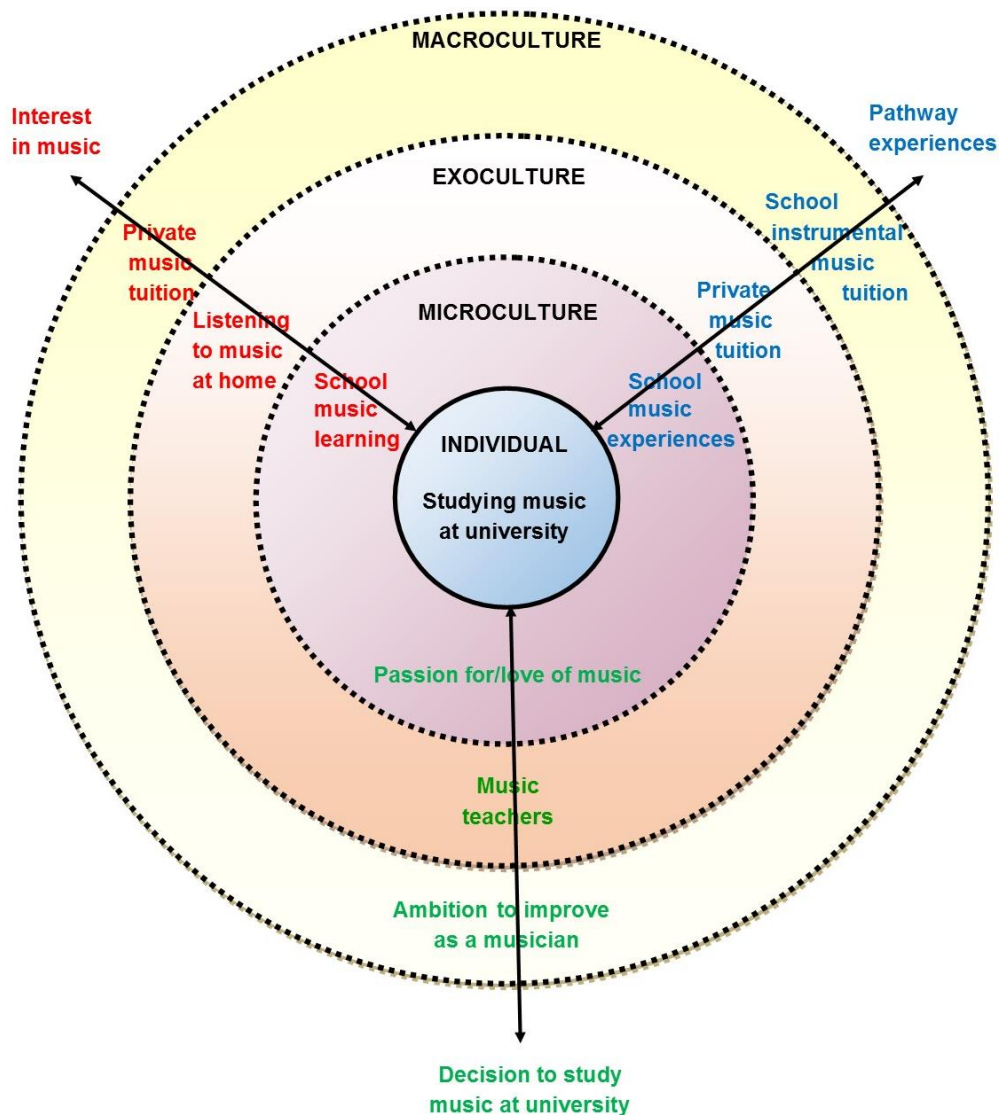 MACROCULTURE
Interest
in music
Pathway
experiences
EXOCULTURE
Private
music
tuition
School
instrumental
music
tuition
MICROCULTURE
Listening
to music
at home
Private
music
tuition
School
music
learning
School
music
experiences
INDIVIDUAL
Studying music
at university
Passion for/love of music
Music
teachers
Ambition to improve
as a musician
Decision to study
music at university